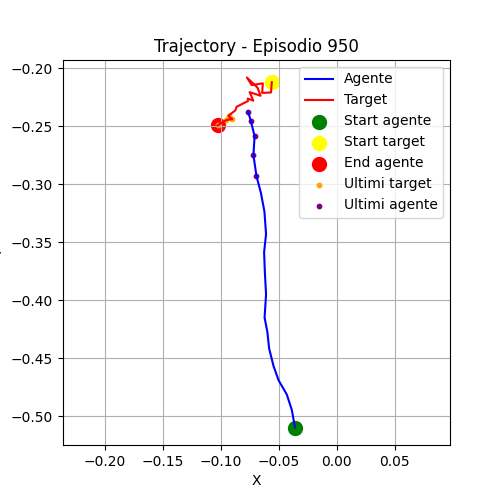 Trajectory - Episodio 950
Agente
Target
Start agente
Start target
End agente
Ultimi target
Ultimi agente
−0.20
−0.25
−0.30
−0.35
−0.40
−0.45
−0.50
−0.20 −0.15 −0.10 −0.05 0.00 0.05
X